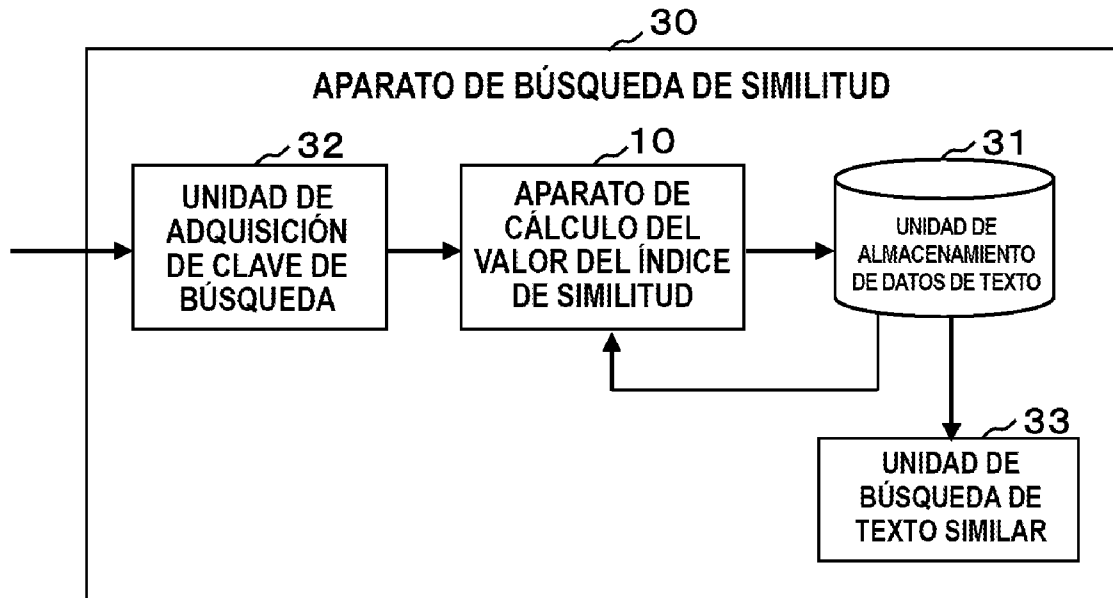 30
APARATO DE BÚSQUEDA DE SIMILITUD
32
UNIDAD DE
ADQUISICIÓN
DE CLAVE DE
BÚSQUEDA
10
APARATO DE
CÁLCULO DEL
VALOR DEL ÍNDICE
DE SIMILITUD
31
UNIDAD DE
ALMACENAMIENTO
DE DATOS DE TEXTO
33
UNIDAD DE
BÚSQUEDA DE
TEXTO SIMILAR